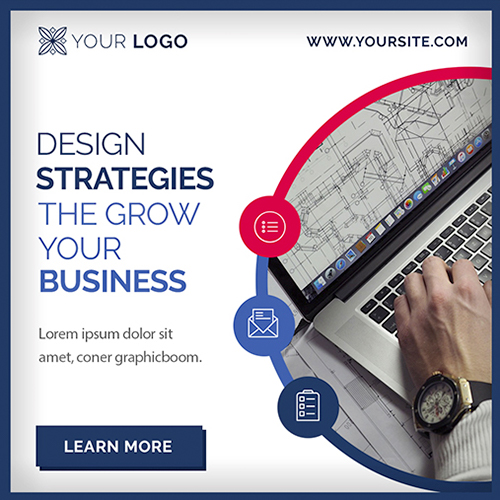 YOUR LOGO
WWW.YOURSITE.COM
DESIGN
STRATEGIES
THE GROW
YOUR
BUSINESS
Lorem ipsum dolor sit
amet, coner graphicboom.
LEARN MORE